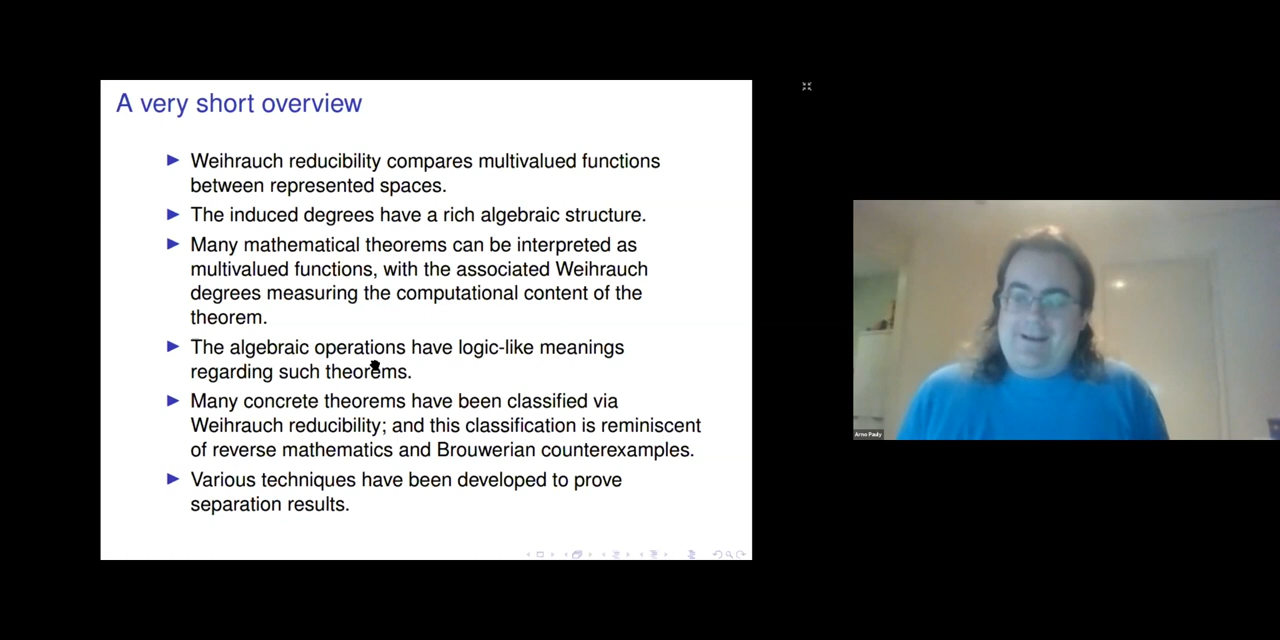 A very short overview
Weihrauch reducibility compares multivalued functions
between represented spaces.
The induced degrees have a rich algebraic structure.
Many mathematical theorems can be interpreted as
multivalued functions, with the associated Weihrauch
degrees measuring the computational content of the
theorem.
The algebraic operations have logic-like meanings
regarding such theorems.
Many concrete theorems have been classified via
Weihrauch reducibility; and this classification is reminiscent
of reverse mathematics and Brouwerian counterexamples.
Various techniques have been developed to prove
separation results.
Arno Pauly